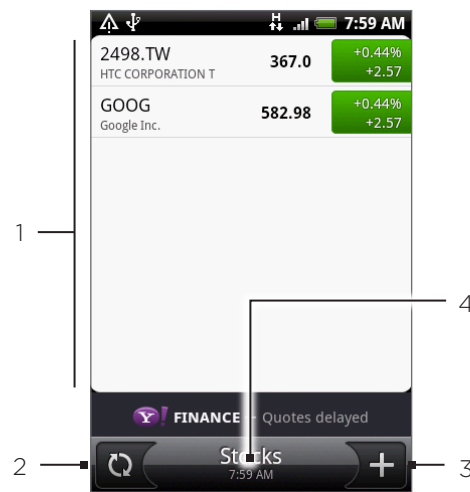 H 7:59 AM
2498.TW 367.0 +0.44%
HTC CORPORATION T +2.57
GOOG 582.98 +0.44%
Google Inc. +2.57
1
4
Y! FINANCE - Quotes delayed
2 Stocks 3
7:59 AM